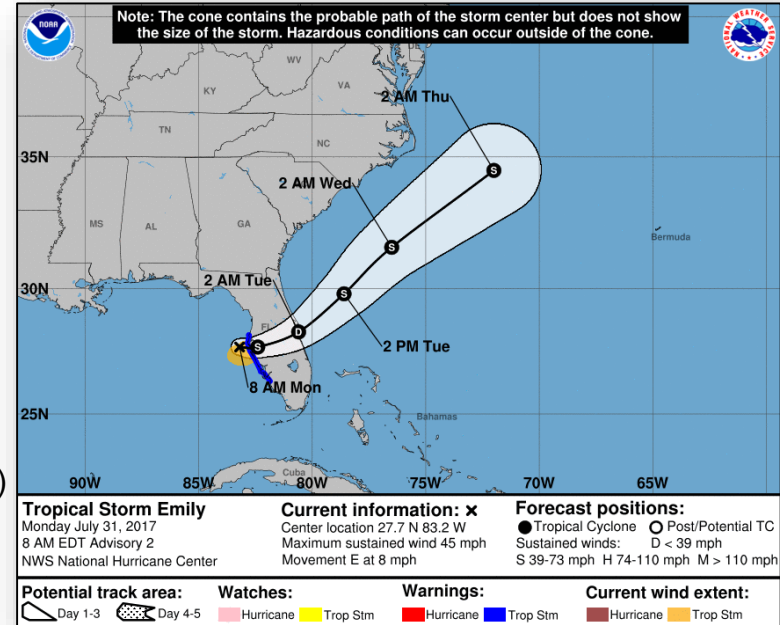 Note: The cone contains the probable path of the storm center but does not show
the size of the storm. Hazardous conditions can occur outside of the cone.
NOAA
WV
KY
VA
DE
2 AM Thu
TN
NC
35N
2 AM Wed
MS
AL
GA
Bermuda
30N
2 AM Tue
S
S
S
D
S
FL
2 PM Tue
8 AM Mon
25N
Bahamas
Cuba
90W
85W
80W
75W
70W
65W
Tropical Storm Emily
Monday July 31, 2017
8 AM EDT Advisory 2
NWS National Hurricane Center
Current information: x
Center location 27.7 N 83.2 W
Maximum sustained wind 45 mph
Movement E at 8 mph
Forecast positions:
Tropical Cyclone Post/Potential TC
Sustained winds: D < 39 mph
S 39-73 mph H 74-110 mph M > 110 mph
Potential track area:
Day 1-3 Day 4-5
Watches:
Hurricane Trop Stm
Warnings:
Hurricane Trop Stm
Current wind extent:
Hurricane Trop Stm
)